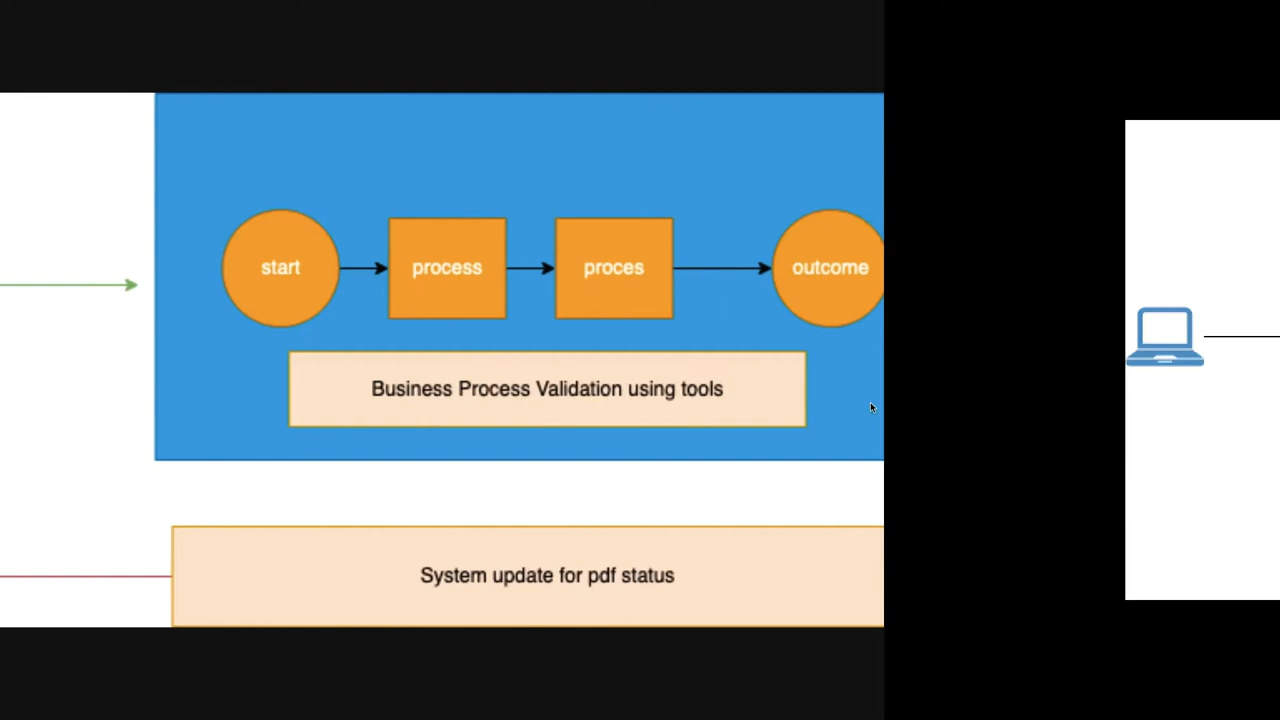 start
process
proces
outcome
Business Process Validation using tools
System update for pdf status